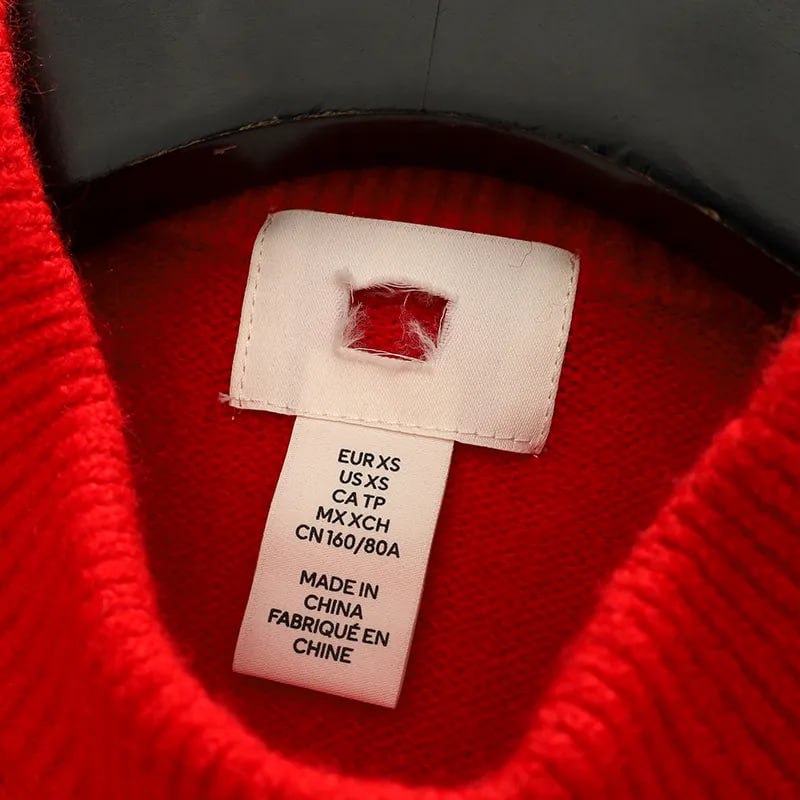 EUR XS
US XS
CA TP
MX XCH
CN 160/80A
MADE IN
CHINA
FABRIQUÉ EN
CHINE